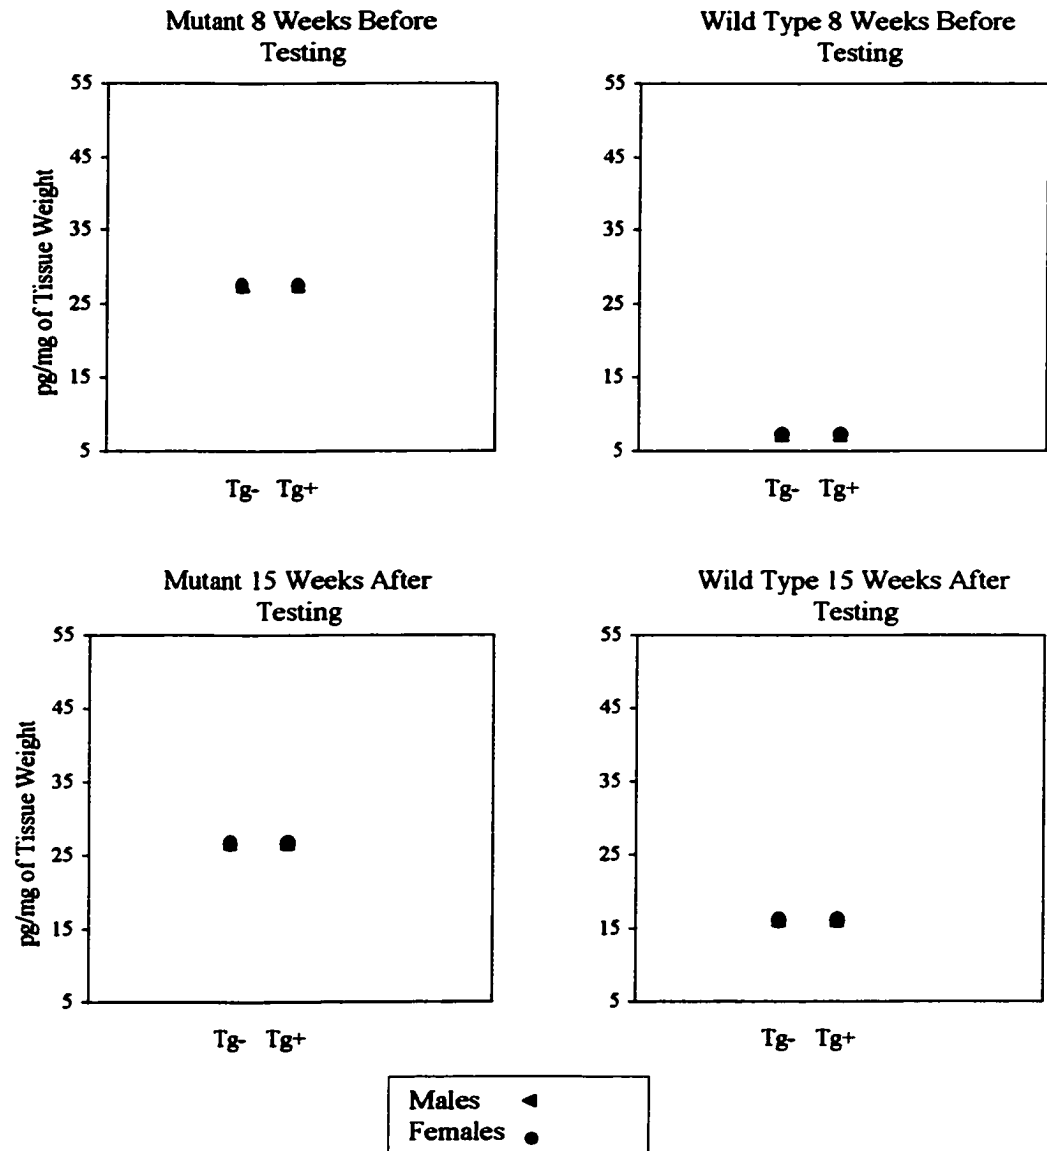 Mutant 8 Weeks Before
Testing
55
45
35
25
15
5
pg/mg of Tissue Weight
Tg- Tg+
Wild Type 8 Weeks Before
Testing
55
45
35
25
15
5
Tg- Tg+
Mutant 15 Weeks After
Testing
55
45
35
25
15
5
pg/mg of Tissue Weight
Tg- Tg+
Wild Type 15 Weeks After
Testing
55
45
35
25
15
5
Tg- Tg+
Males
Females